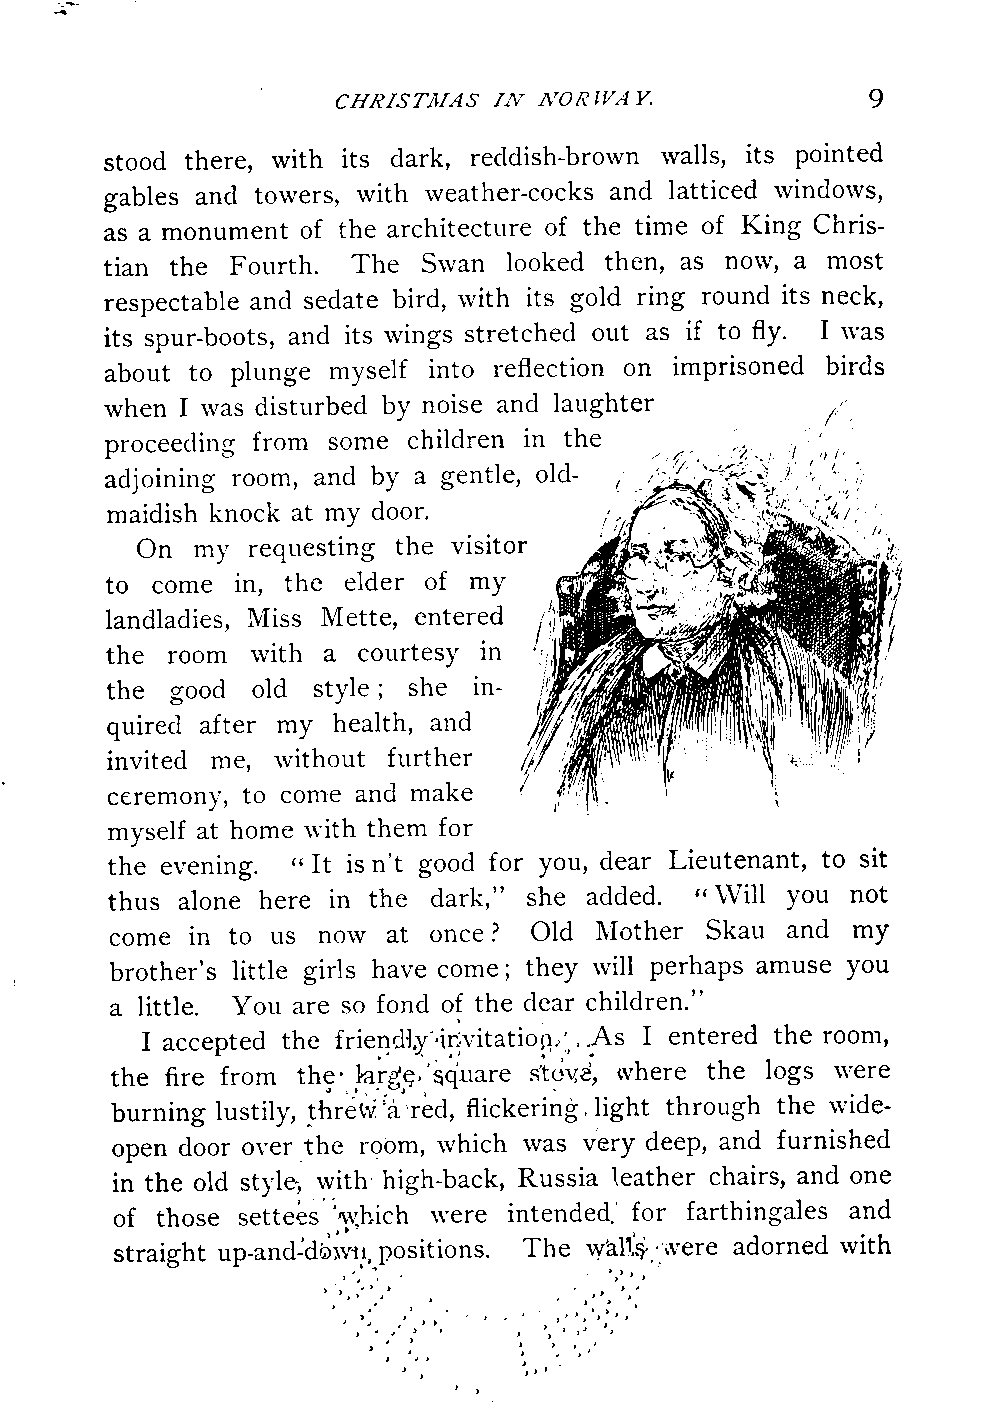 CHRISTMAS IN NORWAY. 9
stood there, with its dark, reddish-brown walls, its pointed
gables and towers, with weather-cocks and latticed windows,
as a monument of the architecture of the time of King Chris-
tian the Fourth. The Swan looked then, as now, a most
respectable and sedate bird, with its gold ring round its neck,
its spur-boots, and its wings stretched out as if to fly. I was
about to plunge myself into reflection on imprisoned birds
when I was disturbed by noise and laughter
proceeding from some children in the
adjoining room, and by a gentle, old-
maidish knock at my door.
On my requesting the visitor
to come in, the elder of my
landladies, Miss Mette, entered
the room with a courtesy in
the good old style; she in-
quired after my health, and
invited me, without further
ceremony, to come and make
myself at home with them for
the evening. "It is n't good for you, dear Lieutenant, to sit
thus alone here in the dark," she added. "Will you not
come in to us now at once? Old Mother Skau and my
brother's little girls have come; they will perhaps amuse you
a little. You are so fond of the dear children."
I accepted the friendly invitation. As I entered the room,
the fire from the large, square stove, where the logs were
burning lustily, threw a red, flickering light through the wide-
open door over the room, which was very deep, and furnished
in the old style, with high-back, Russia leather chairs, and one
of those settees which were intended for farthingales and
straight up-and-down positions. The walls were adorned with